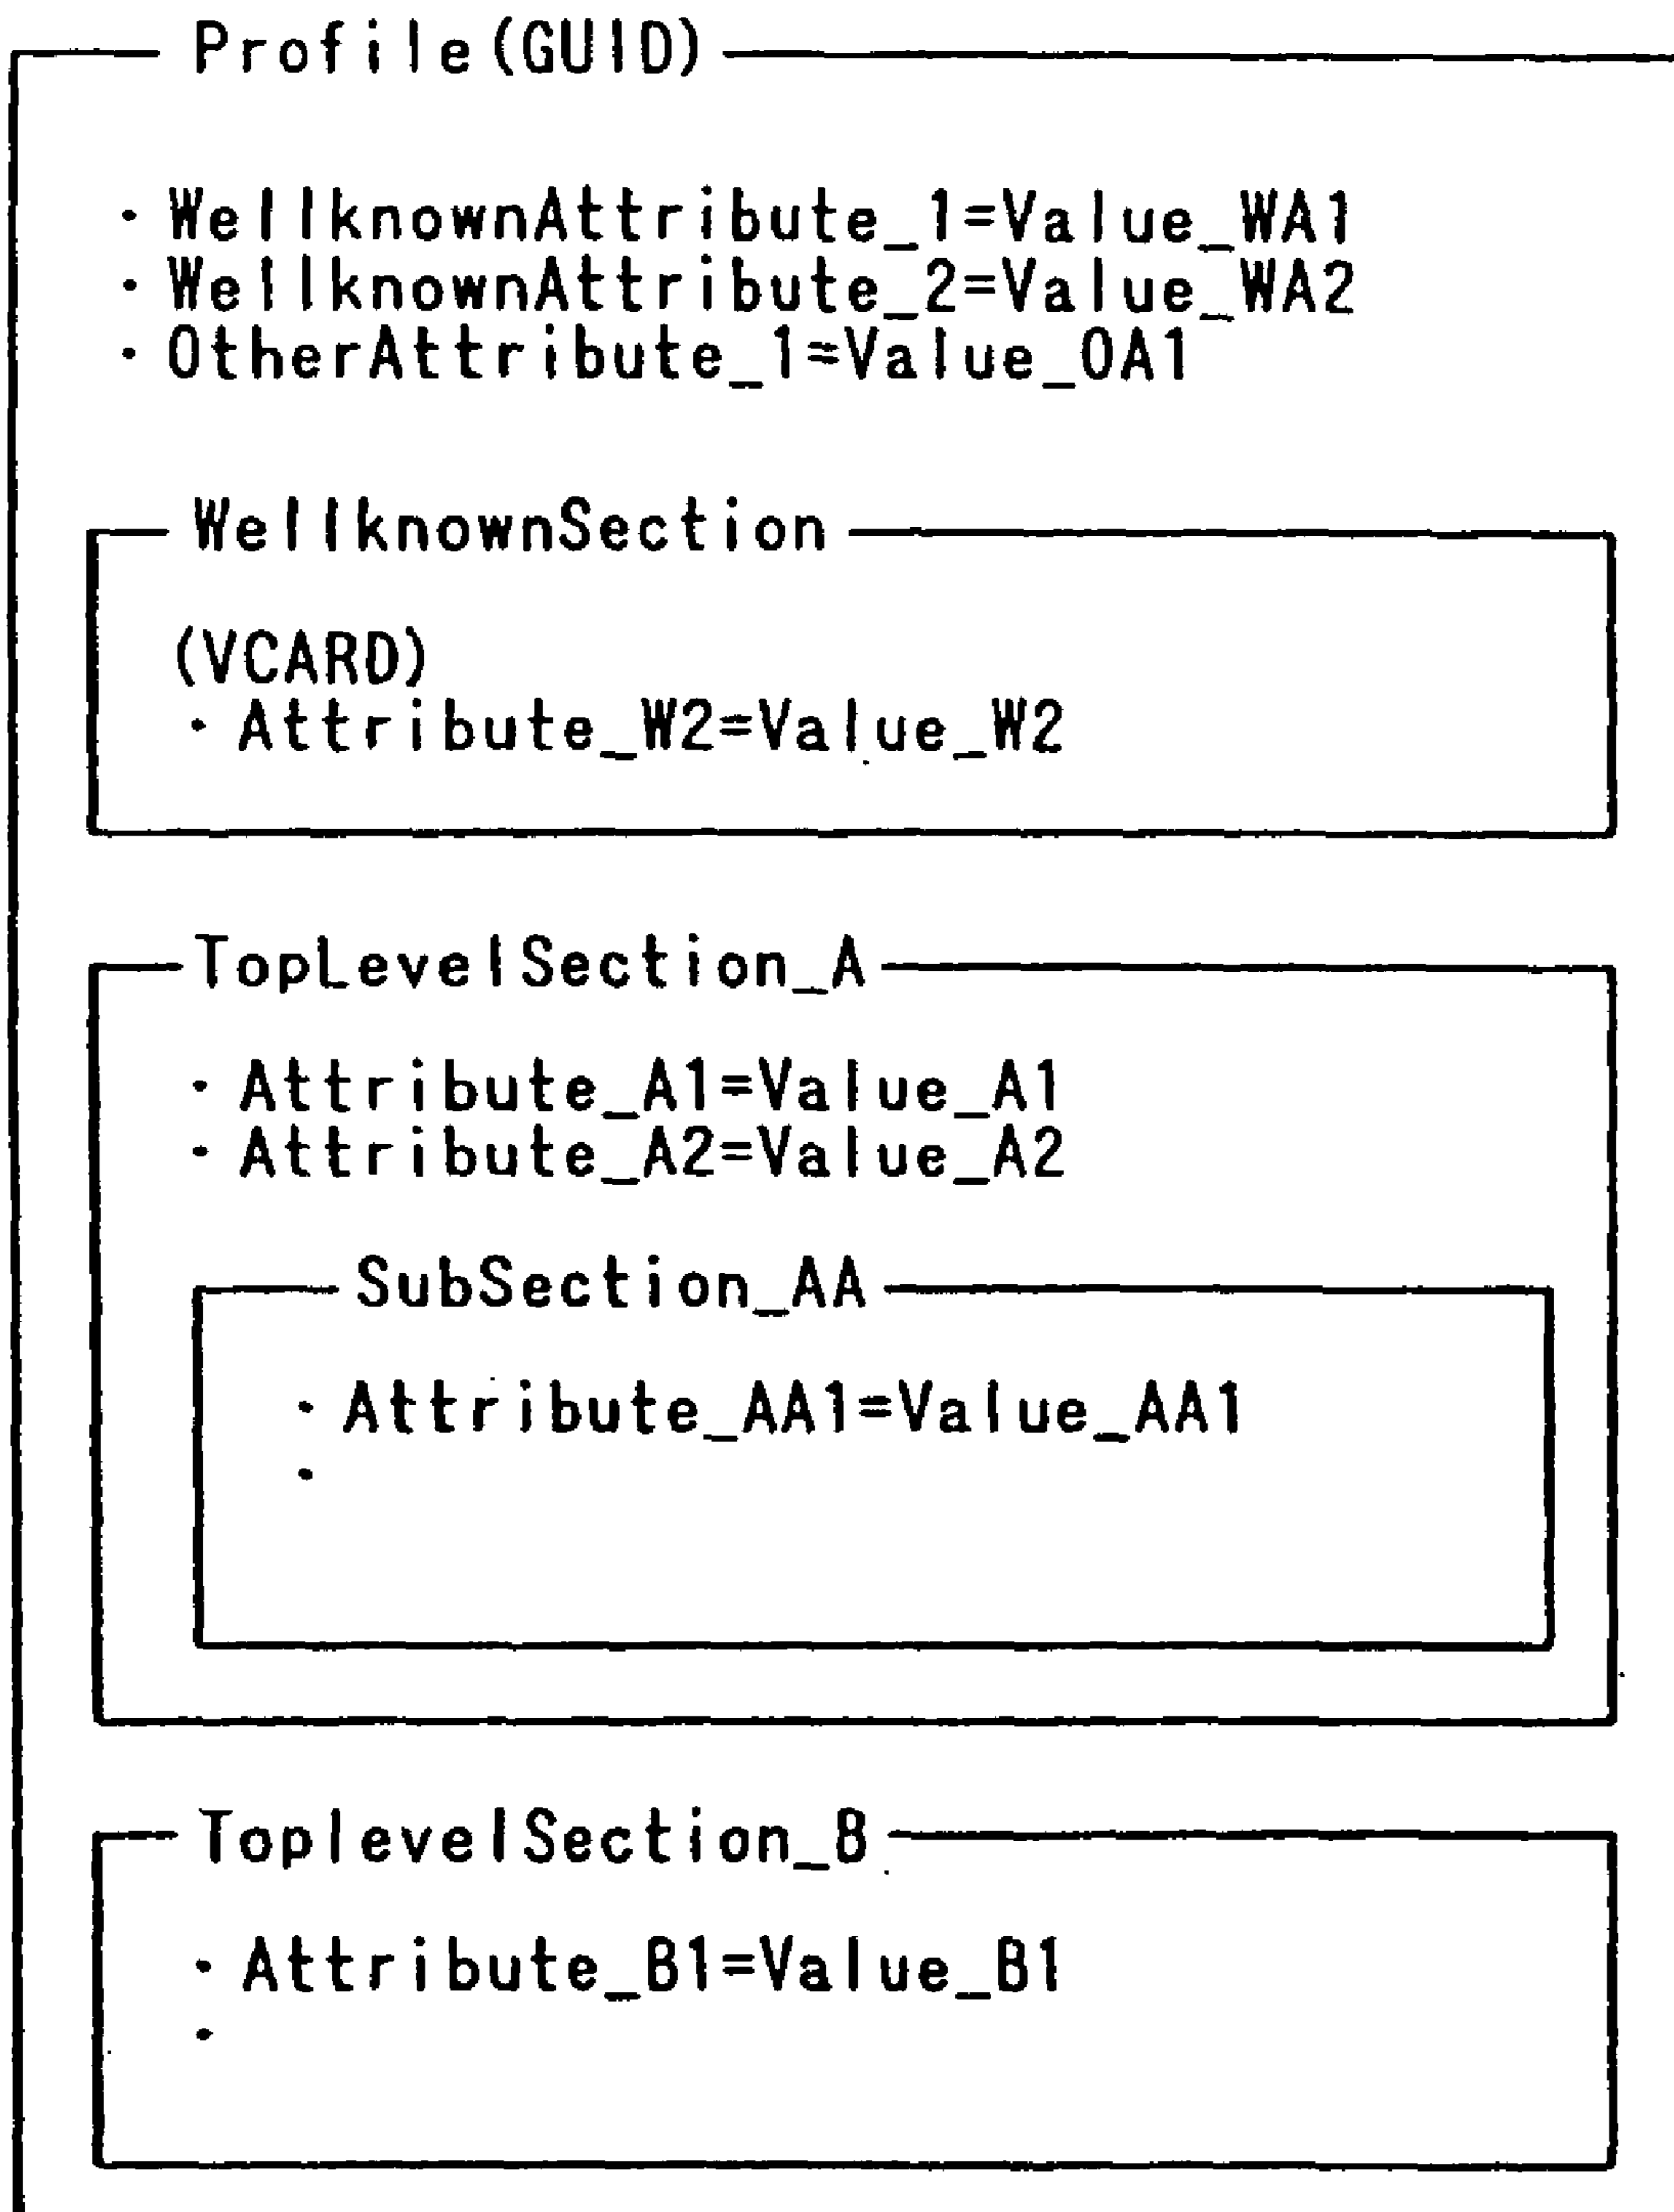 Profile(GUID)
・WellknownAttribute_1=Value_WA1
・WellknownAttribute_2=Value_WA2
・OtherAttribute_1=Value_OA1
WellknownSection
(VCARD)
・Attribute_W2=Value_W2
TopLevelSection_A
・Attribute_A1=Value_A1
・Attribute_A2=Value_A2
SubSection_AA
・Attribute_AA1=Value_AA1
・
ToplevelSection_B
・Attribute_B1=Value_B1
・